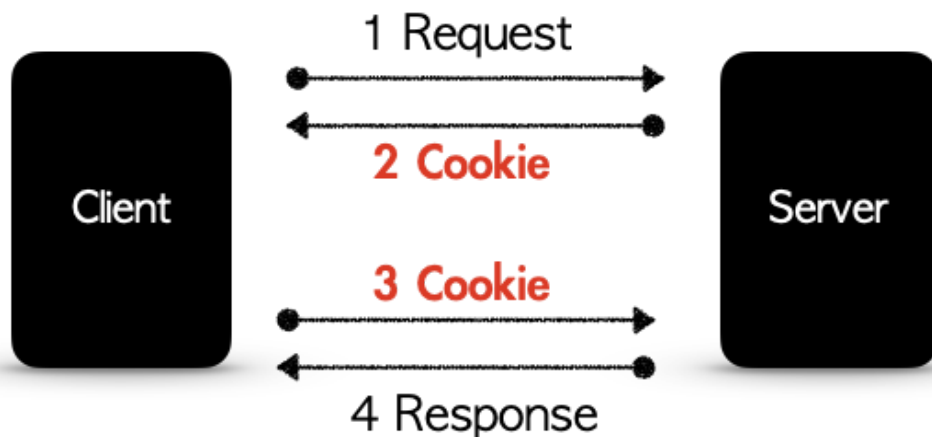 1 Request
2 Cookie
Client
Server
3 Cookie
4 Response